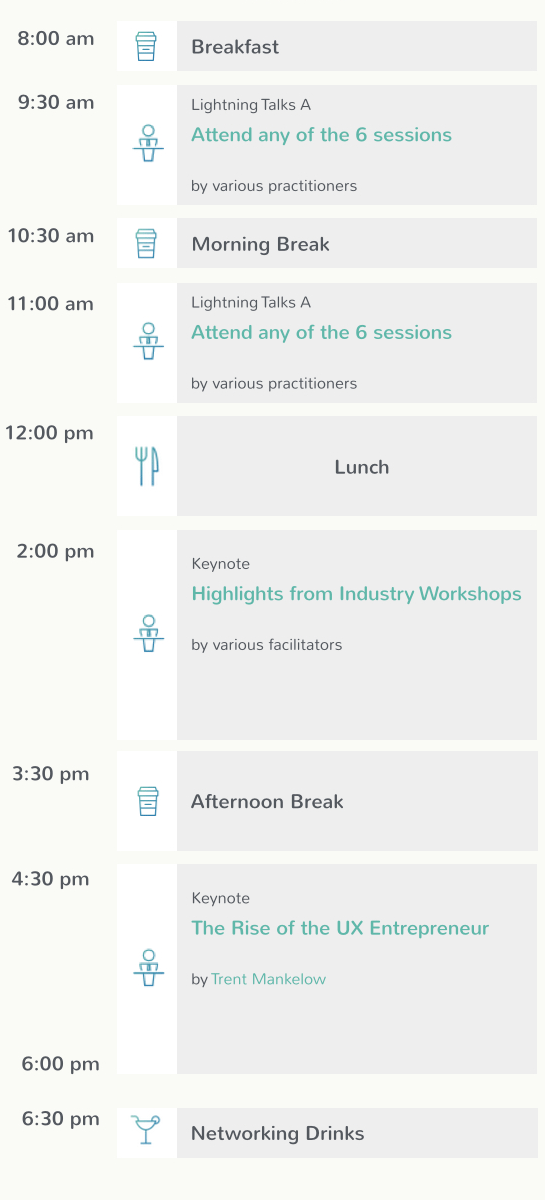 8:00 am
Breakfast
9:30 am
Lightning Talks A
Attend any of the 6 sessions
by various practitioners
10:30 am
Morning Break
11:00 am
Lightning Talks A
Attend any of the 6 sessions
by various practitioners
12:00 pm
Lunch
2:00 pm
Keynote
Highlights from Industry Workshops
by various facilitators
3:30 pm
Afternoon Break
4:30 pm
Keynote
The Rise of the UX Entrepreneur
by Trent Mankelow
6:00 pm
6:30 pm
Networking Drinks